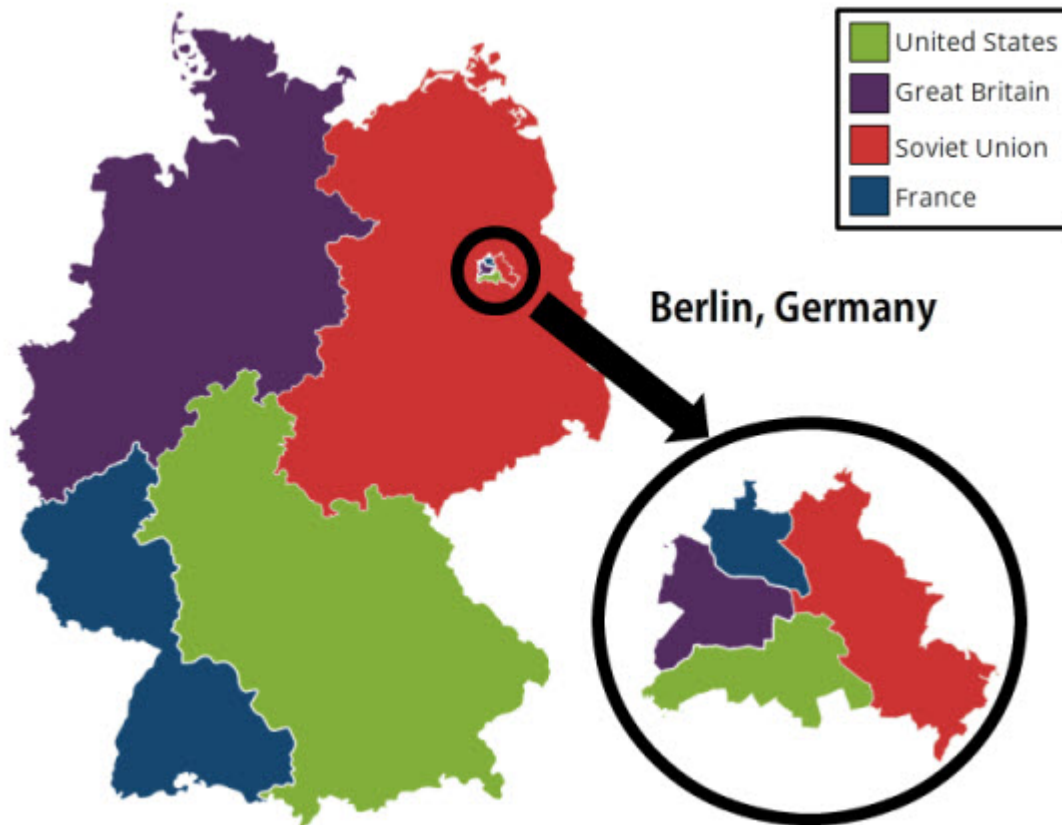 United States
Great Britain
Soviet Union
France
Berlin, Germany